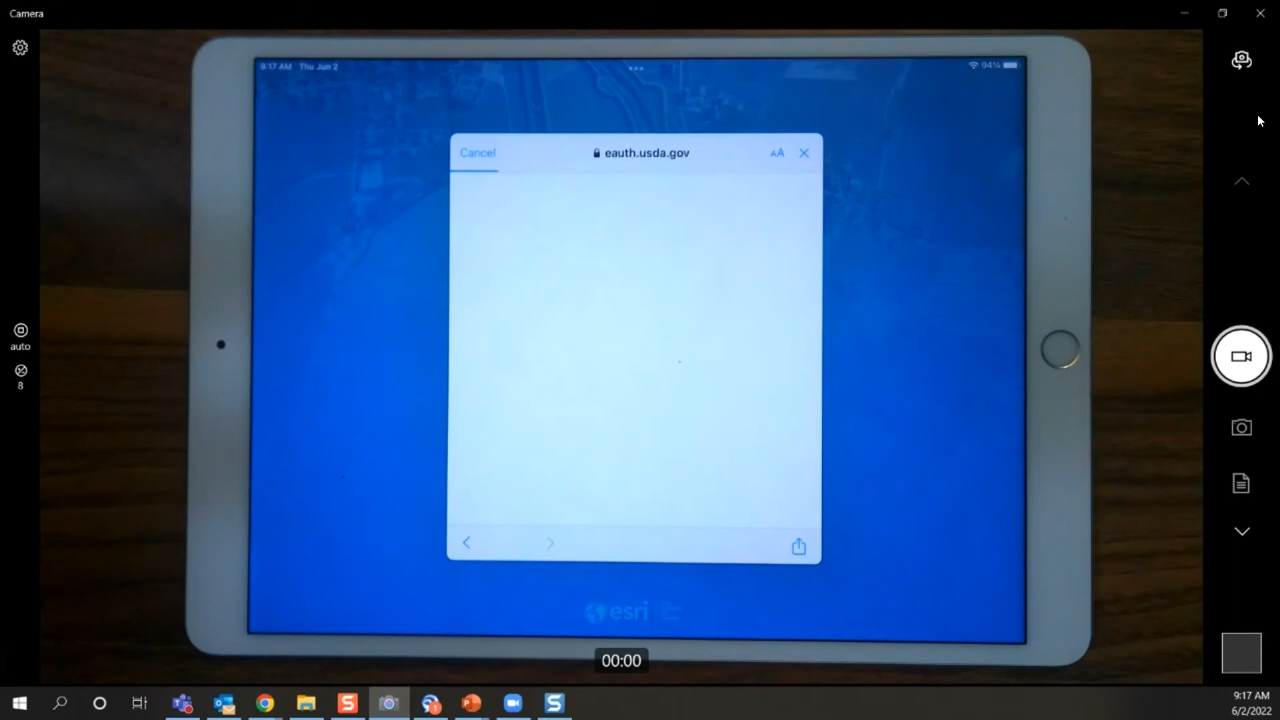 Camera
9:17 AM Thu Jun 2
94%
Cancel
eauth.usda.gov
AA
auto
8
esri
00:00
9:17 AM
6/2/2022